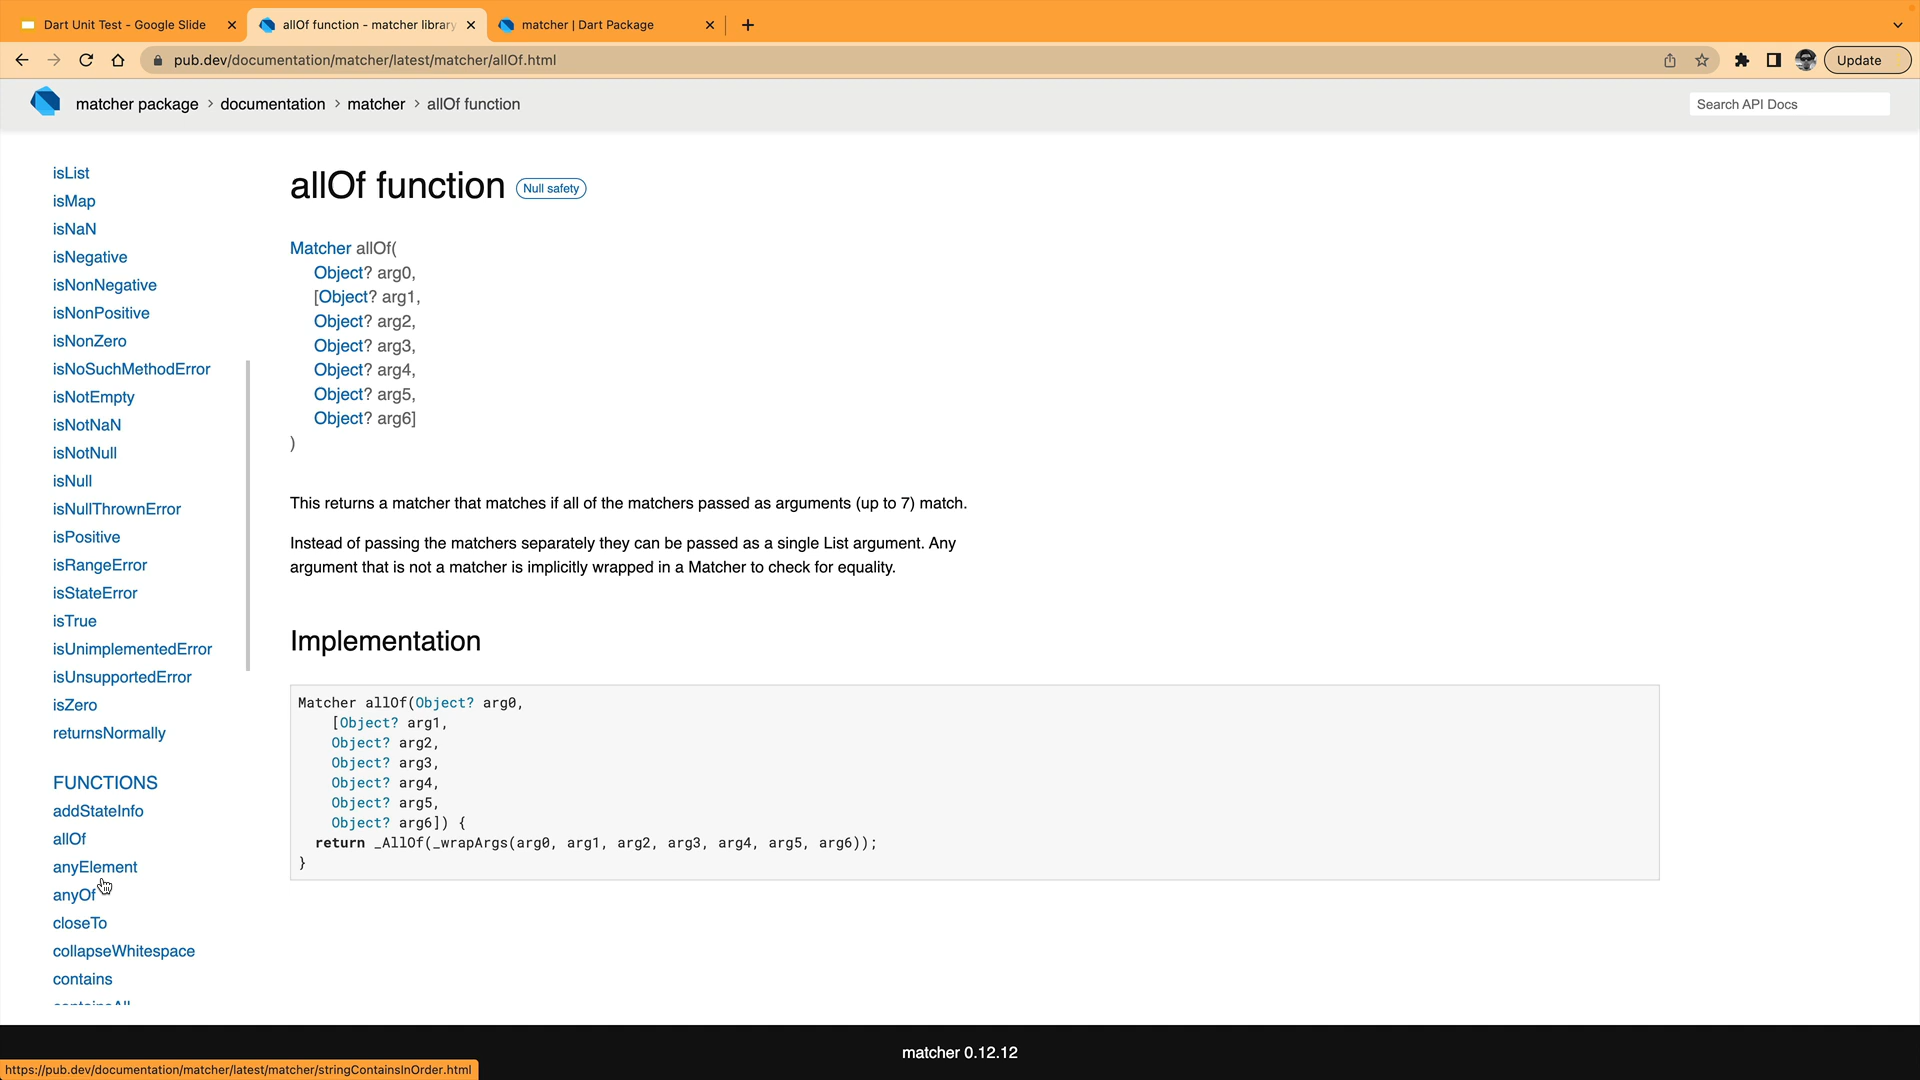 Dart Unit Test - Google Slide
allOf function - matcher library
matcher | Dart Package
pub.dev/documentation/matcher/latest/matcher/allOf.html
Update
matcher package › documentation › matcher › allOf function
Search API Docs
isList
isMap
isNaN
isNegative
isNonNegative
isNonPositive
isNonZero
isNoSuchMethodError
isNotEmpty
isNotNaN
isNotNull
isNull
isNullThrownError
isPositive
isRangeError
isStateError
isTrue
isUnimplementedError
isUnsupportedError
isZero
returnsNormally
FUNCTIONS
addStateInfo
allOf
anyElement
anyOf
closeTo
collapseWhitespace
contains
containsAll
allOf function
Null safety
Matcher allOf(
Object? arg0,
[Object? arg1,
Object? arg2,
Object? arg3,
Object? arg4,
Object? arg5,
Object? arg6]
)
This returns a matcher that matches if all of the matchers passed as arguments (up to 7) match.
Instead of passing the matchers separately they can be passed as a single List argument. Any
argument that is not a matcher is implicitly wrapped in a Matcher to check for equality.
Implementation
Matcher allOf(Object? arg0,
[Object? arg1,
Object? arg2,
Object? arg3,
Object? arg4,
Object? arg5,
Object? arg6]) {
return _AllOf(_wrapArgs(arg0, arg1, arg2, arg3, arg4, arg5, arg6));
}
matcher 0.12.12
https://pub.dev/documentation/matcher/latest/matcher/stringContainsInOrder.html